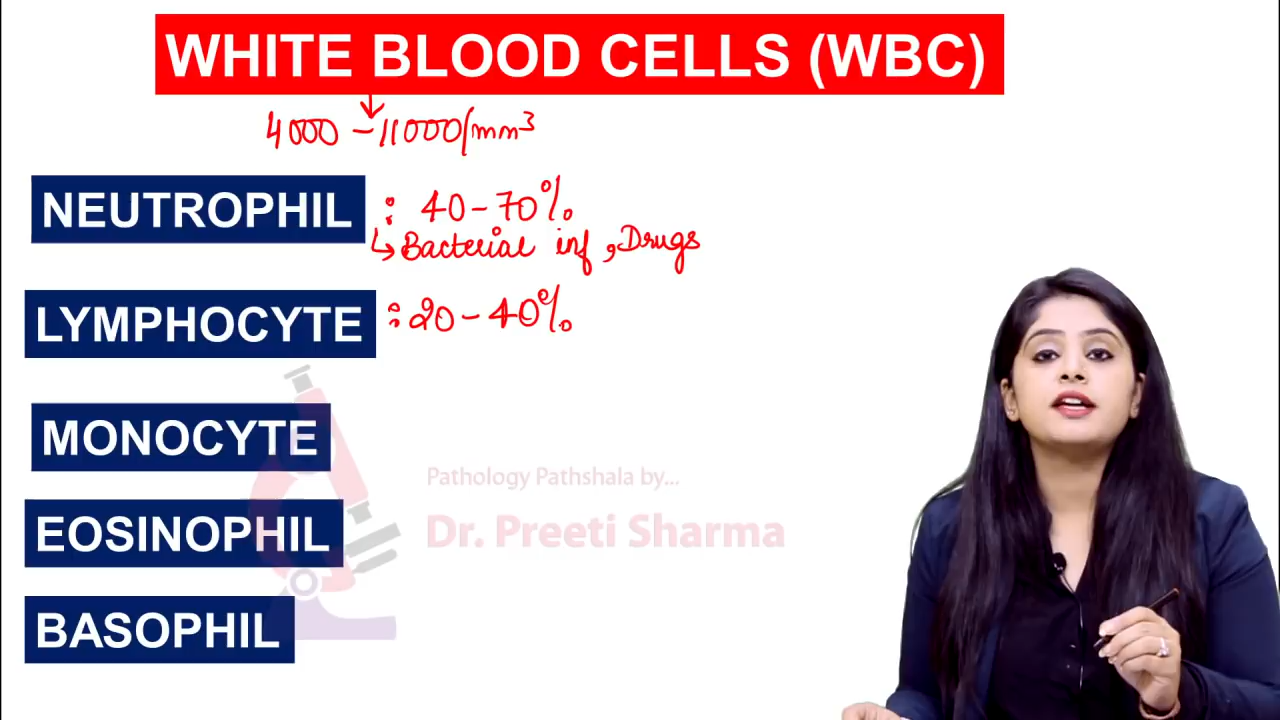 WHITE BLOOD CELLS (WBC)
4000 - 11000/mm³
NEUTROPHIL : 40-70%
↳ Bacterial inf, Drugs
LYMPHOCYTE : 20-40%
MONOCYTE
Pathology Pathshala by...
EOSINOPHIL
Dr. Preeti Sharma
BASOPHIL